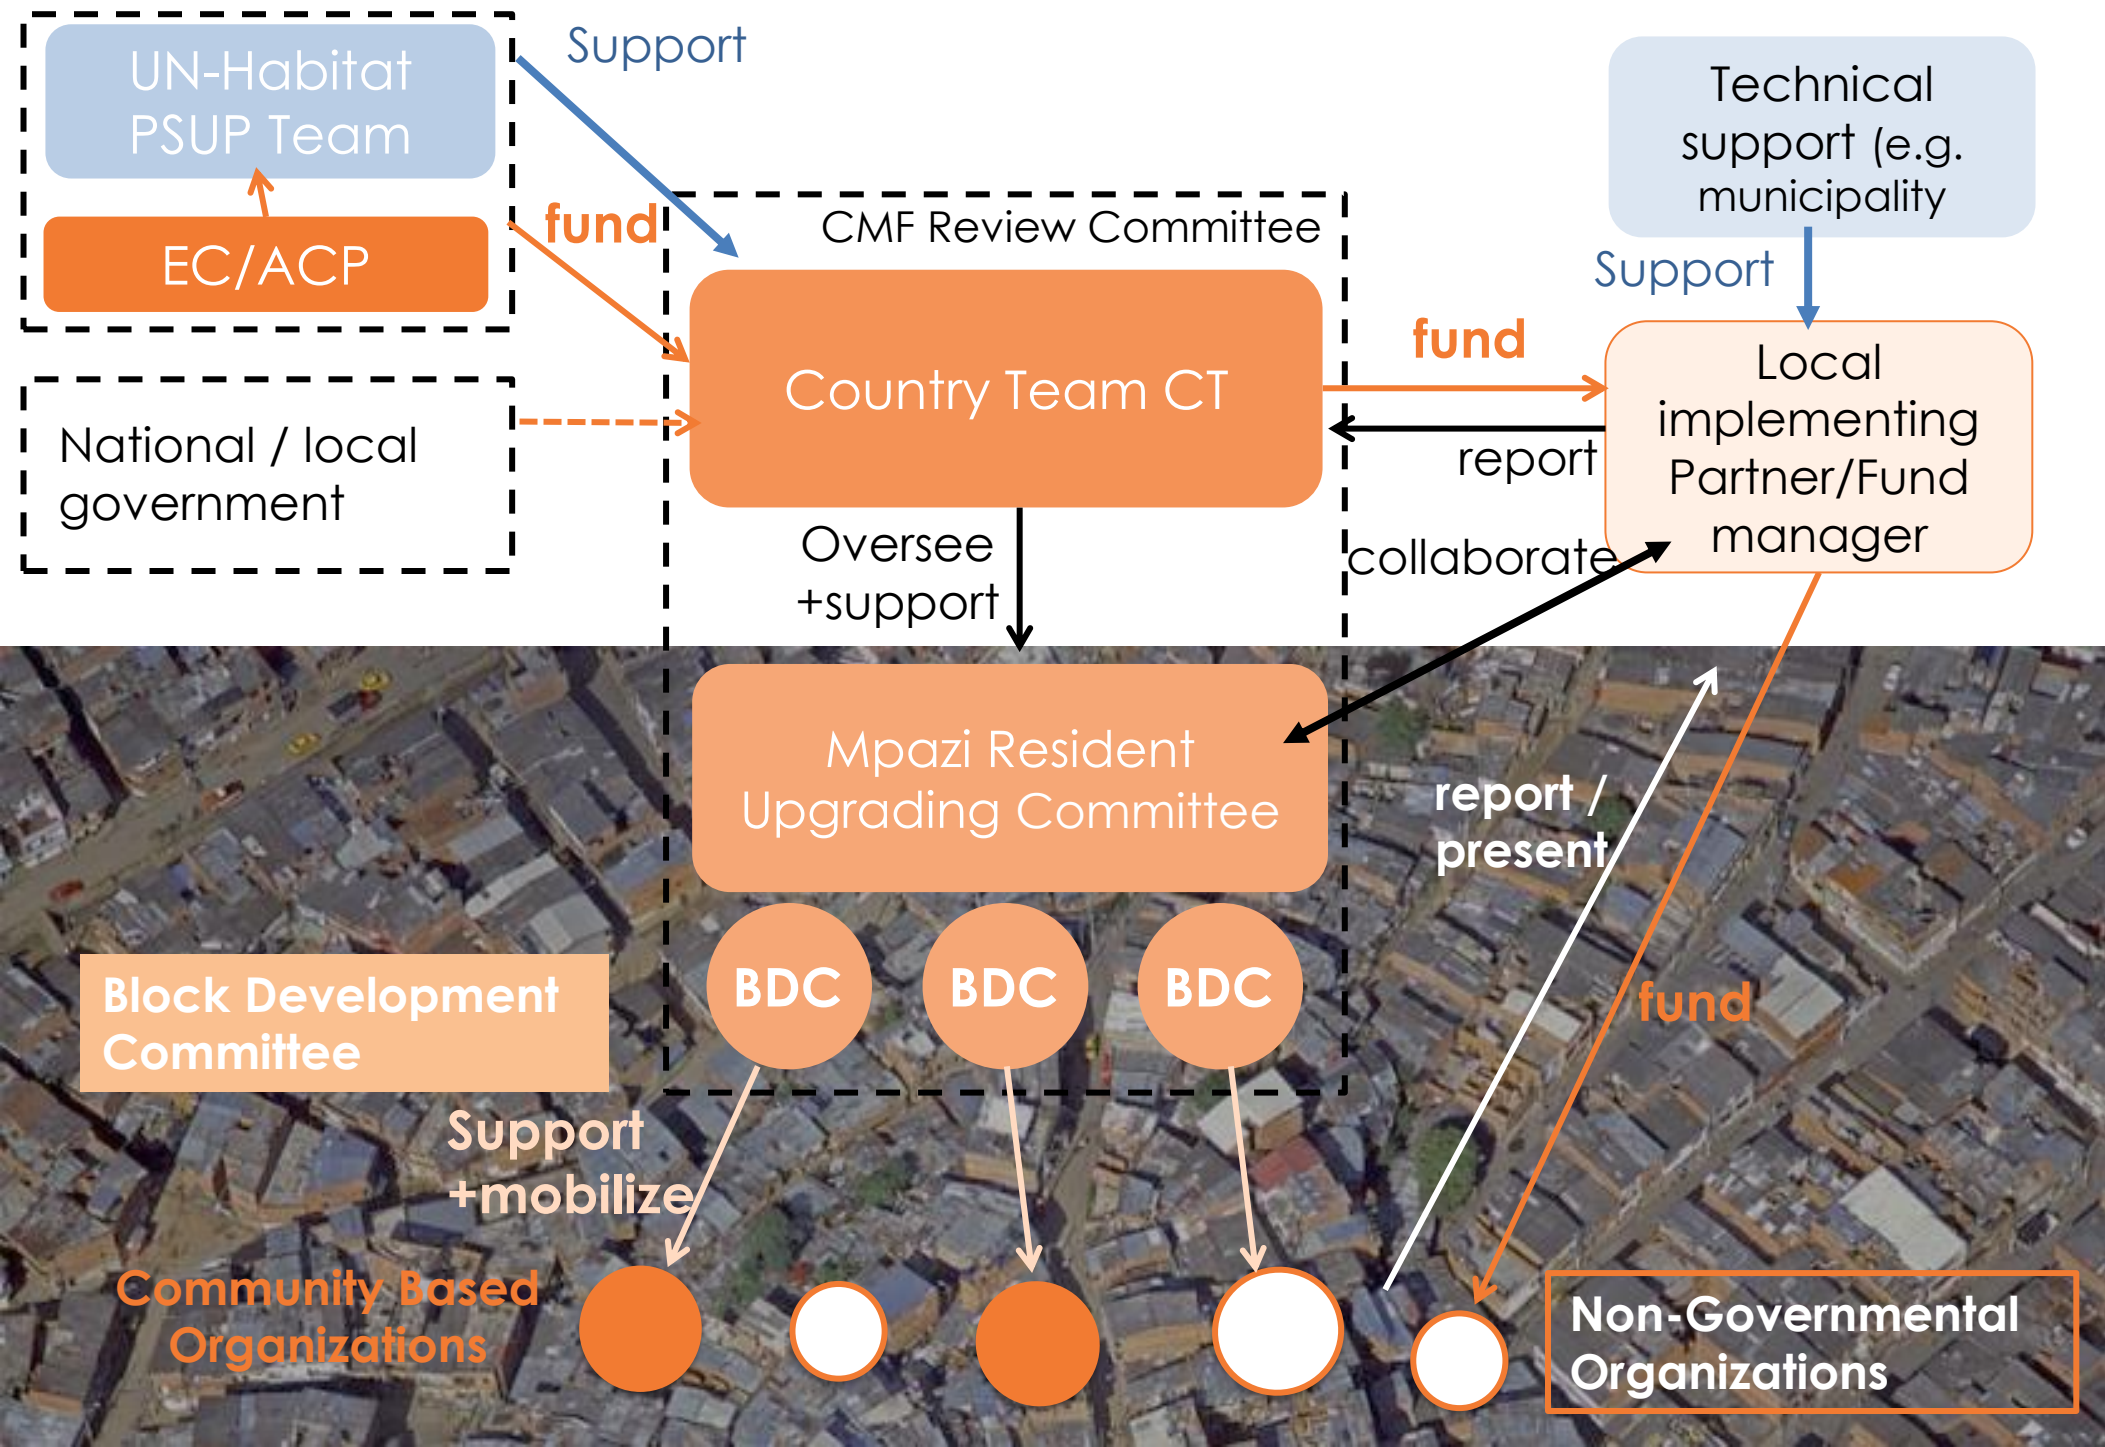 UN-Habitat
PSUP Team
EC/ACP
Support
fund
National / local
government
CMF Review Committee
Country Team CT
Technical
support (e.g.
municipality
Support
fund
report
Local
implementing
Partner/Fund
manager
Oversee
+support
collaborate
Mpazi Resident
Upgrading Committee
report /
present
fund
BDC
BDC
BDC
Block Development
Committee
Support
+mobilize
Community Based
Organizations
Non-Governmental
Organizations